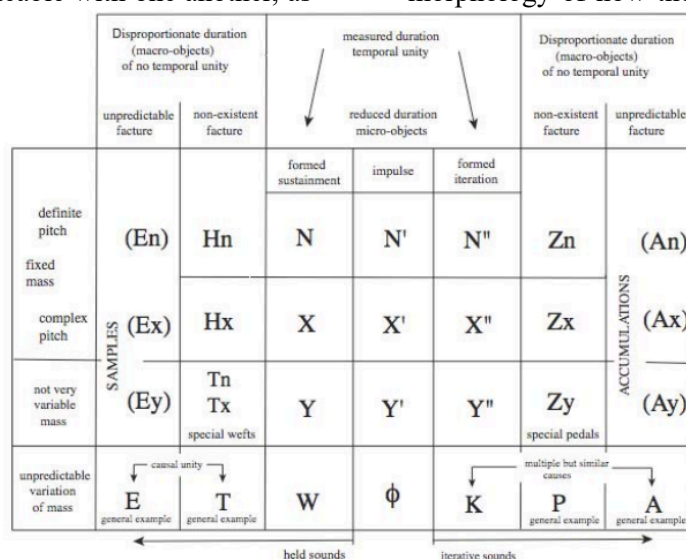 Disproportionate duration
(macro-objects)
of no temporal unity
measured duration
temporal unity
Disproportionate duration
(macro-objects)
of no temporal unity
unpredictable
facture
non-existent
facture
reduced duration
micro-objects
non-existent
facture
unpredictable
facture
formed
sustainment
impulse
formed
iteration
definite
pitch
fixed
mass
complex
pitch
not very
variable
mass
unpredictable
variation
of mass
SAMPLES
(En)
Hn
N
N'
N"
Zn
(An)
(Ex)
Hx
X
X'
X"
Zx
(Ax)
(Ey)
Tn
Tx
special wefts
Y
Y'
Y"
Zy
special pedals
(Ay)
ACCUMULATIONS
causal unity
multiple but similar
causes
E
general example
T
general example
W
ϕ
K
P
general example
A
general example
held sounds
iterative sounds